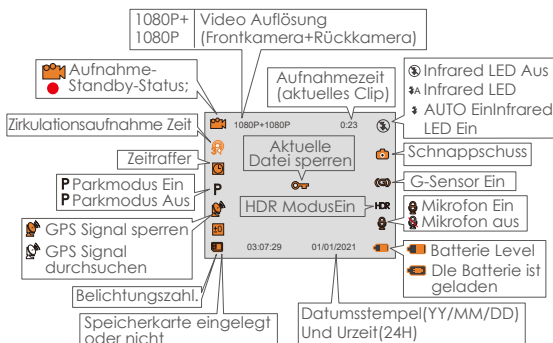 1080P+
1080P
Video Auflösung
(Frontkamera+Rückkamera)
Aufnahme-
Standby-Status;
Aufnahmezeit
(aktuelles Clip)
Infrared LED Aus
Infrared LED
AUTO EinInfrared
LED Ein
Zirkulationsaufnahme Zeit
1080P+1080P
0:23
Aktuelle
Datei sperren
Schnappschuss
Zeitraffer
P Parkmodus Ein
P Parkmodus Aus
P
G-Sensor Ein
HDR ModusEin
HDR
Mikrofon Ein
Mikrofon aus
GPS Signal sperren
GPS Signal
durchsuchen
03:07:29
01/01/2021
Batterie Level
DIe Batterie ist
geladen
Belichtungszahl.
Speicherkarte eingelegt
oder nicht
Datumsstempel(YY/MM/DD)
Und Urzeit(24H)